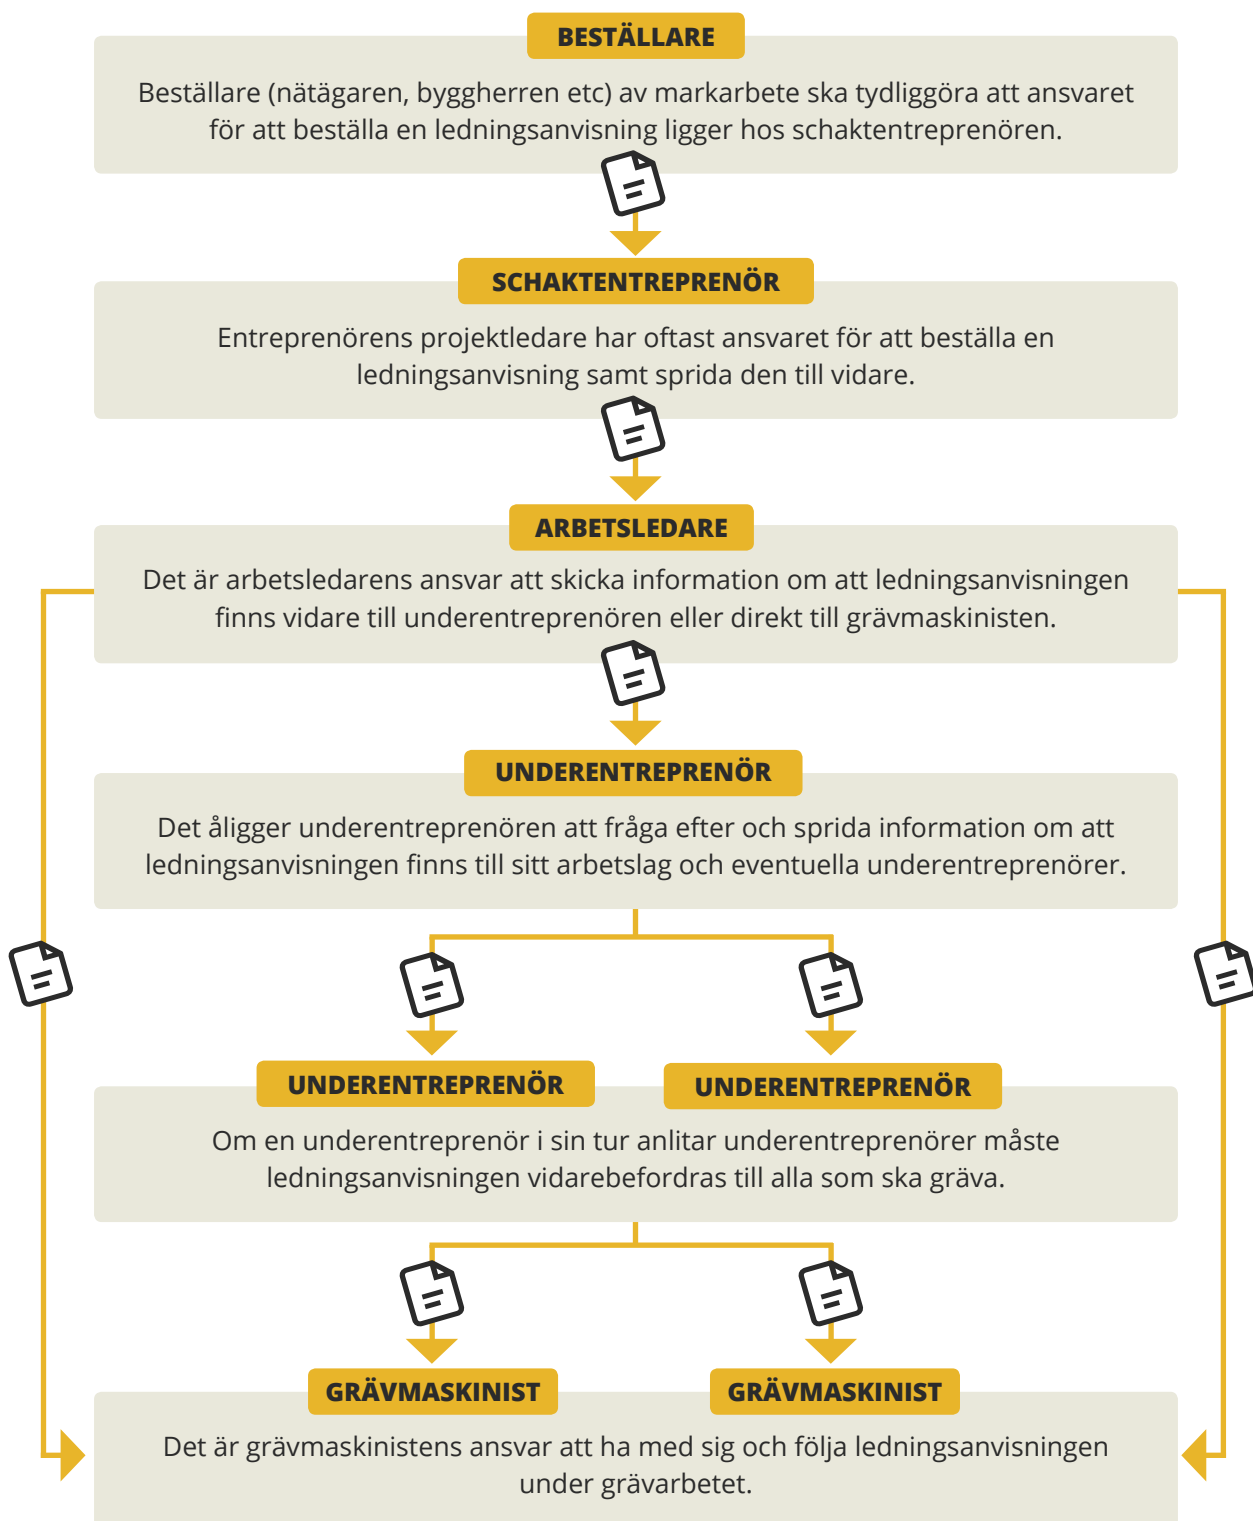 BESTÄLLARE
Beställare (nätägaren, byggherren etc) av markarbete ska tydliggöra att ansvaret
för att beställa en ledningsanvisning ligger hos schaktentreprenören.
SCHAKTENTREPRENÖR
Entreprenörens projektledare har oftast ansvaret för att beställa en
ledningsanvisning samt sprida den till vidare.
ARBETSLEDARE
Det är arbetsledarens ansvar att skicka information om att ledningsanvisningen
finns vidare till underentreprenören eller direkt till grävmaskinisten.
UNDERENTREPRENÖR
Det åligger underentreprenören att fråga efter och sprida information om att
ledningsanvisningen finns till sitt arbetslag och eventuella underentreprenörer.
UNDERENTREPRENÖR
UNDERENTREPRENÖR
Om en underentreprenör i sin tur anlitar underentreprenörer måste
ledningsanvisningen vidarebefordras till alla som ska gräva.
GRÄVMASKINIST
GRÄVMASKINIST
Det är grävmaskinistens ansvar att ha med sig och följa ledningsanvisningen
under grävarbetet.